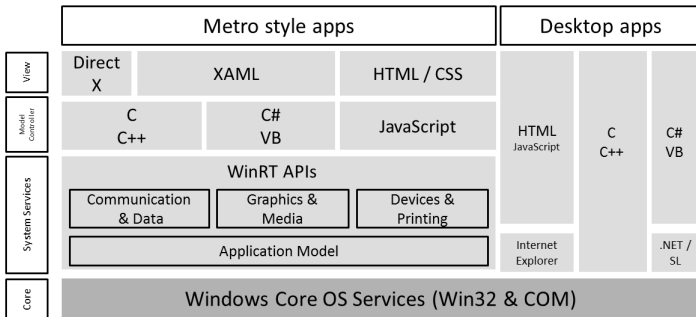 Metro style apps
Desktop apps
View
Direct
X
XAML
HTML / CSS
Model
Controller
C
C++
C#
VB
JavaScript
HTML
JavaScript
C
C++
C#
VB
System Services
WinRT APIs
Communication
& Data
Graphics &
Media
Devices &
Printing
Application Model
Internet
Explorer
.NET /
SL
Core
Windows Core OS Services (Win32 & COM)